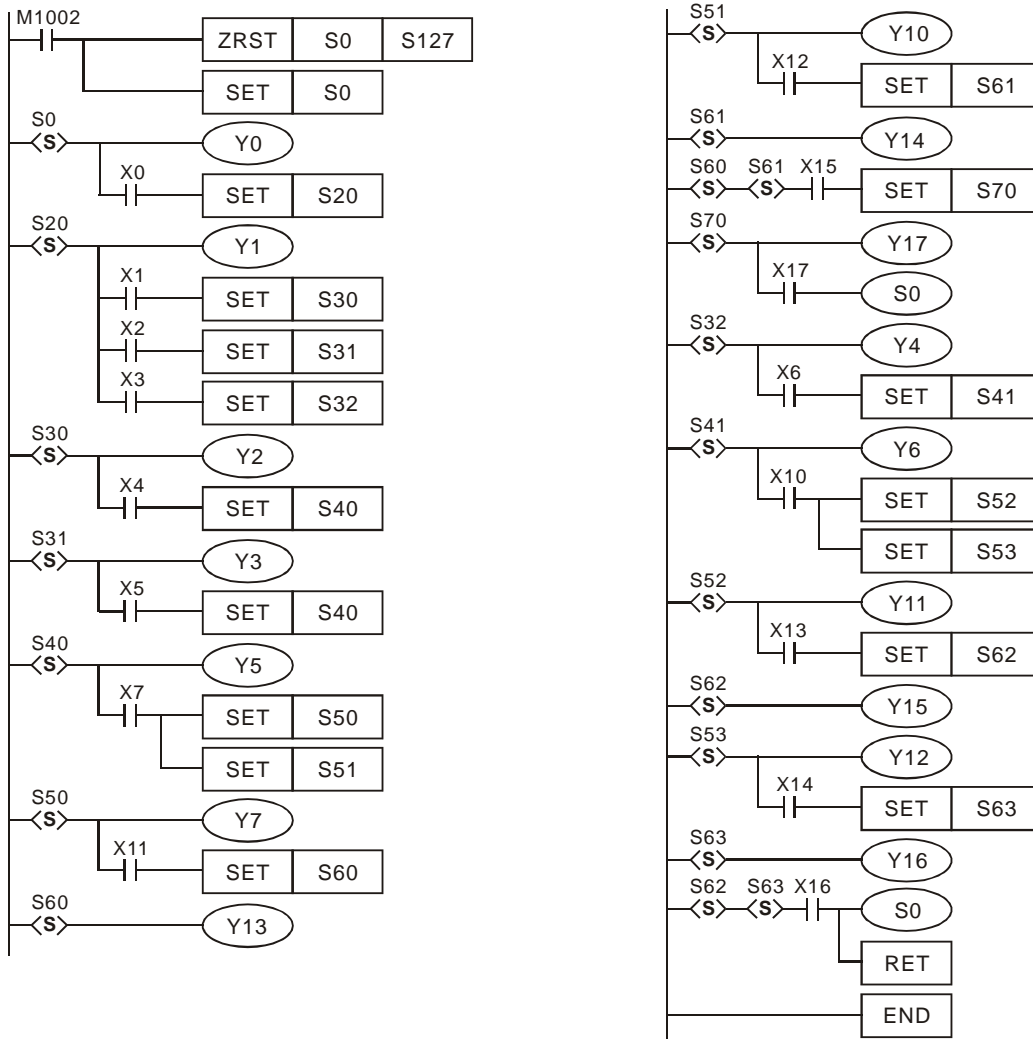 M1002
ZRST S0 S127
SET S0
S0
S Y0
X0
SET S20
S20
S Y1
X1
SET S30
X2
SET S31
X3
SET S32
S30
S Y2
X4
SET S40
S31
S Y3
X5
SET S40
S40
S Y5
X7
SET S50
SET S51
S50
S Y7
X11
SET S60
S60
S Y13
S51
S Y10
X12
SET S61
S61
S Y14
S60 S61 X15
S S SET S70
S70
S Y17
X17
S0
S32
S Y4
X6
SET S41
S41
S Y6
X10
SET S52
SET S53
S52
S Y11
X13
SET S62
S62
S Y15
S53
S Y12
X14
SET S63
S63
S Y16
S62 S63 X16
S S S0
RET
END